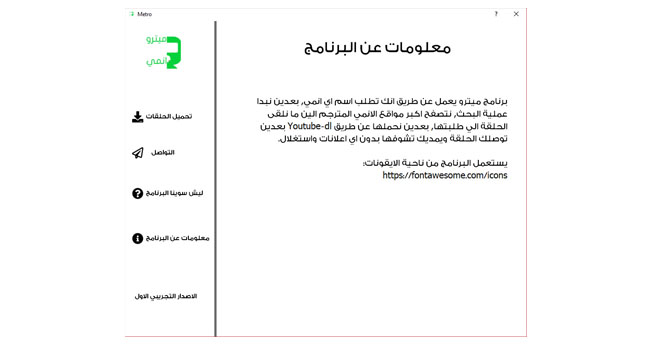 Metro
?
ميترو
انمي
تحميل الحلقات
التواصل
ليش سوينا البرنامج
معلومات عن البرنامج
الاصدار التجريبي الاول
معلومات عن البرنامج
برنامج ميترو يعمل عن طريق انك تطلب اسم اي انمي, بعدين نبدا
عملية البحث, نتصفح اكبر مواقع الانمي المترجم الين ما نلقى
الحلقة الي طلبتها, بعدين نحملها عن طريق Youtube-dl بعدين
توصلك الحلقة ويمديك تشوفها بدون اي اعلانات واستغلال.
يستعمل البرنامج من ناحية الايقونات:
https://fontawesome.com/icons